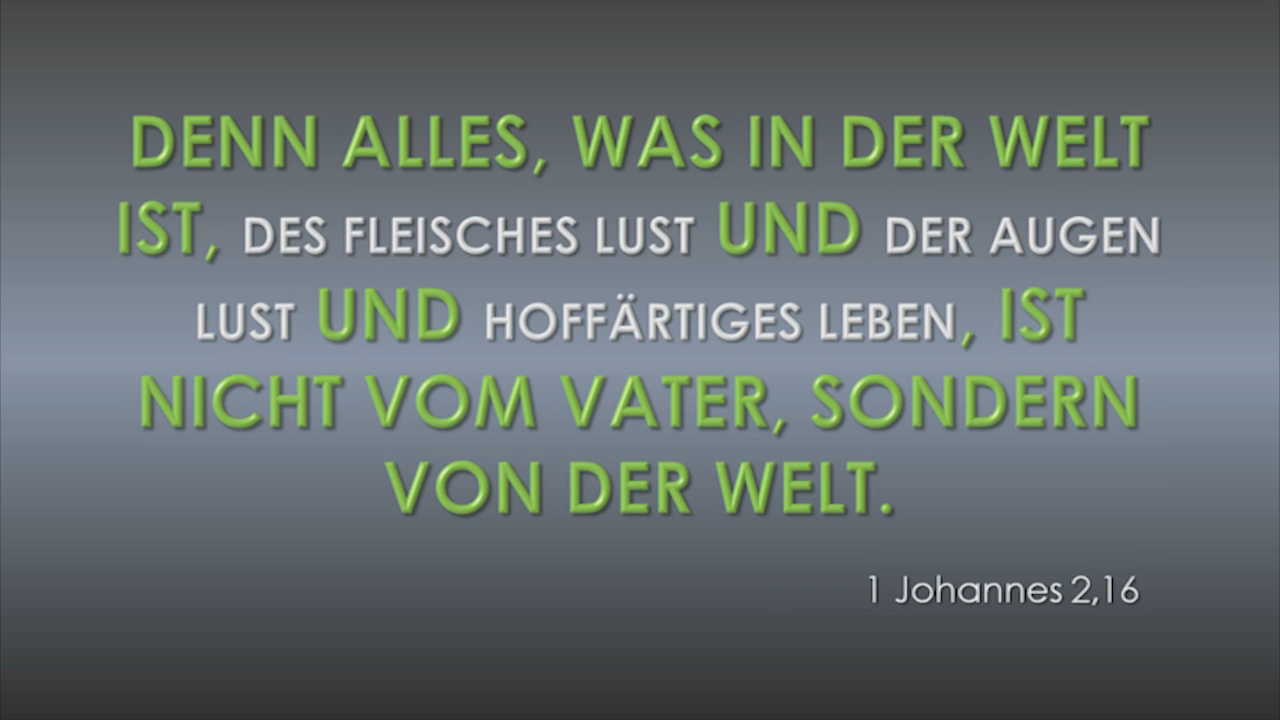 DENN ALLES, WAS IN DER WELT
IST, DES FLEISCHES LUST UND DER AUGEN
LUST UND HOFFÄRTIGES LEBEN, IST
NICHT VOM VATER, SONDERN
VON DER WELT.
1 Johannes 2,16